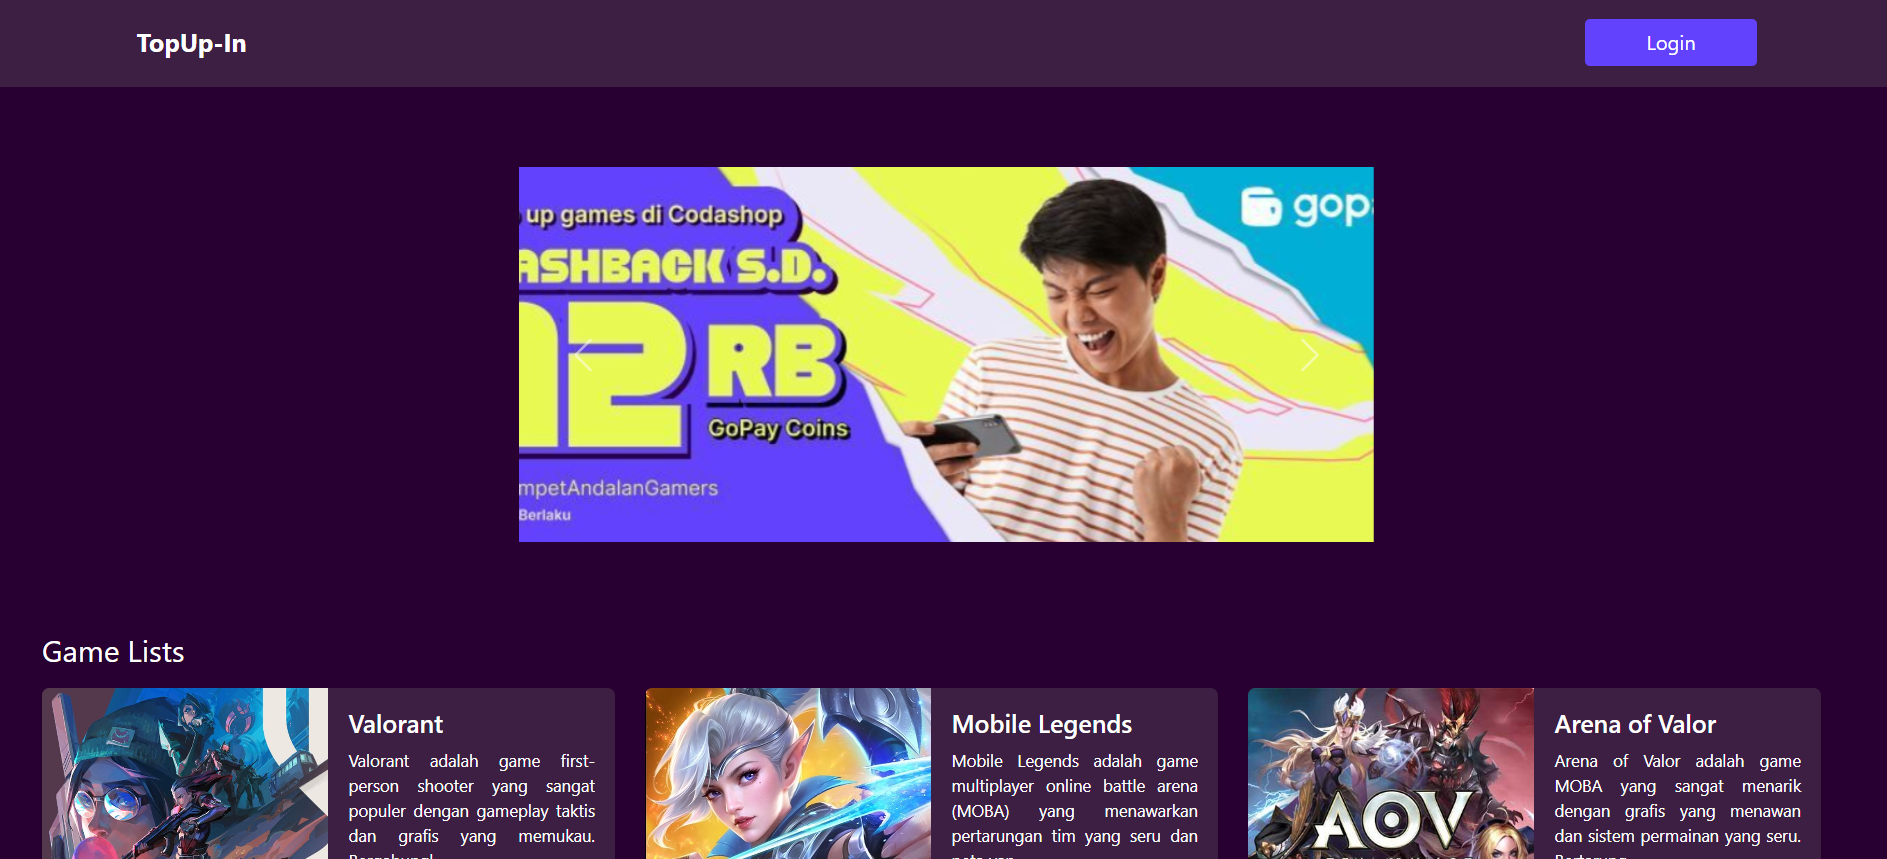 TopUp-In
Login
up games di Codashop
ASHBACK S.D.
12 RB
GoPay Coins
mpetAndalanGamers
Berlaku
gop
Game Lists
Valorant
Valorant adalah game first-
person shooter yang sangat
populer dengan gameplay taktis
dan grafis yang memukau.
Mobile Legends
Mobile Legends adalah game
multiplayer online battle arena
(MOBA) yang menawarkan
pertarungan tim yang seru dan
AOV
Arena of Valor
Arena of Valor adalah game
MOBA yang sangat menarik
dengan grafis yang menawan
dan sistem permainan yang seru.